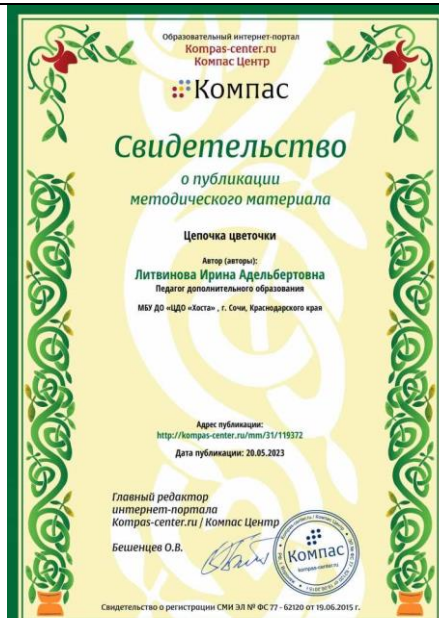 Образовательный интернет-портал
Kompas-center.ru
Компас Центр
Компас
Свидетельство
о публикации
методического материала
Цепочка цветочки
Автор (авторы):
Литвинова Ирина Адельбертовна
Педагог дополнительного образования
МБУ ДО «ЦДО «Хоста» , г. Сочи, Краснодарского края
Адрес публикации:
http://kompas-center.ru/mm/31/119372
Дата публикации: 20.05.2023
Главный редактор
интернет-портала
Kompas-center.ru / Компас Центр
Бешенцев О.В.
Компас
kompas-center.ru
Свидетельство о регистрации СМИ ЭЛ № ФС 77 - 62120 от 19.06.2015 г.